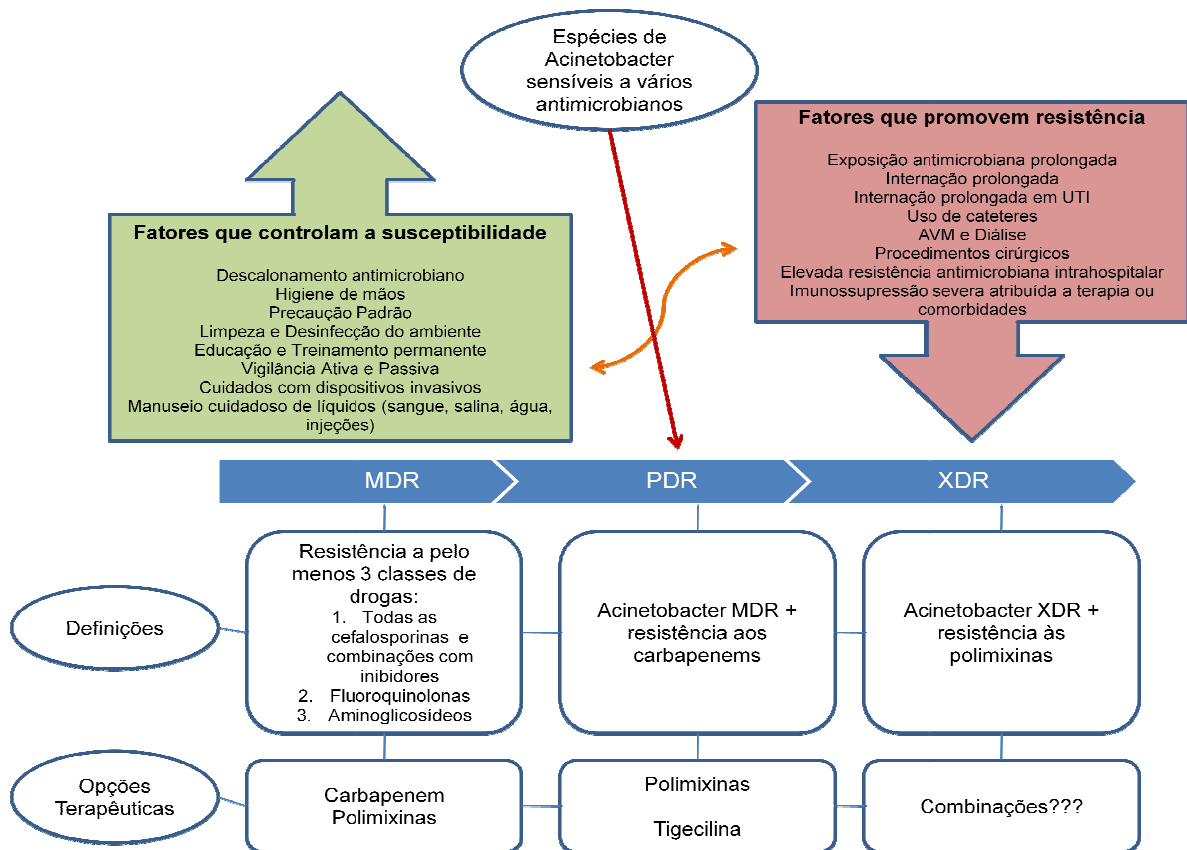 Espécies de
Acinetobacter
sensíveis a vários
antimicrobianos
Fatores que promovem resistência
Exposição antimicrobiana prolongada
Internação prolongada
Internação prolongada em UTI
Uso de cateteres
AVM e Diálise
Procedimentos cirúrgicos
Elevada resistência antimicrobiana intrahospitalar
Imunossupressão severa atribuída a terapia ou
comorbidades
Fatores que controlam a susceptibilidade
Descalonamento antimicrobiano
Higiene de mãos
Precaução Padrão
Limpeza e Desinfecção do ambiente
Educação e Treinamento permanente
Vigilância Ativa e Passiva
Cuidados com dispositivos invasivos
Manuseio cuidadoso de líquidos (sangue, salina, água,
injeções)
MDR
PDR
XDR
Definições
Resistência a pelo
menos 3 classes de
drogas:
1. Todas as
cefalosporinas e
combinações com
inibidores
2. Fluoroquinolonas
3. Aminoglicosídeos
Acinetobacter MDR +
resistência aos
carbapenems
Acinetobacter XDR +
resistência às
polimixinas
Opções
Terapêuticas
Carbapenem
Polimixinas
Polimixinas
Tigecilina
Combinações???